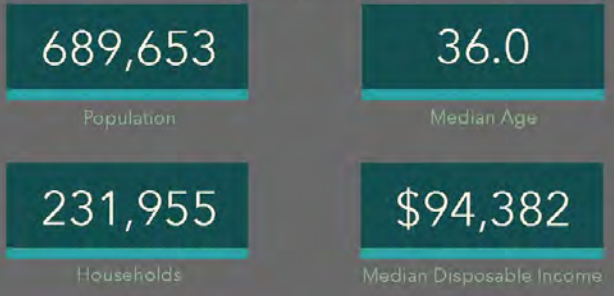 689,653
36.0
Population
Median Age
231,955
$94,382
Households
Median Disposable Income